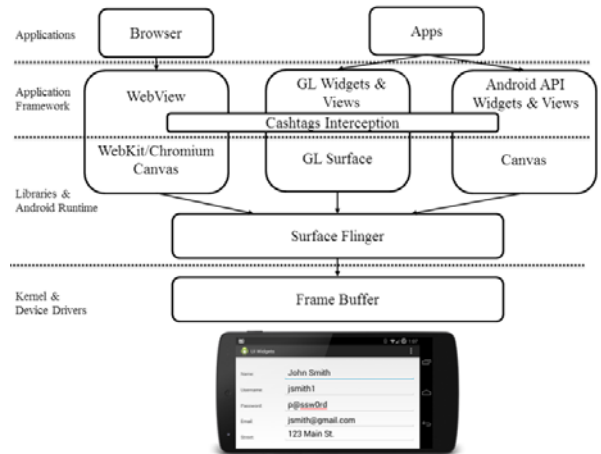 Applications
Browser
Apps
Application
Framework
WebView
GL Widgets &
Views
Android API
Widgets & Views
Cashtags Interception
WebKit/Chromium
Canvas
GL Surface
Canvas
Libraries &
Android Runtime
Surface Flinger
Kernel &
Device Drivers
Frame Buffer
GI Widgets
Name
John Smith
Username
jsmith1
Password
p@ssw0rd
Email
jsmith@gmail.com
Street
123 Main St.